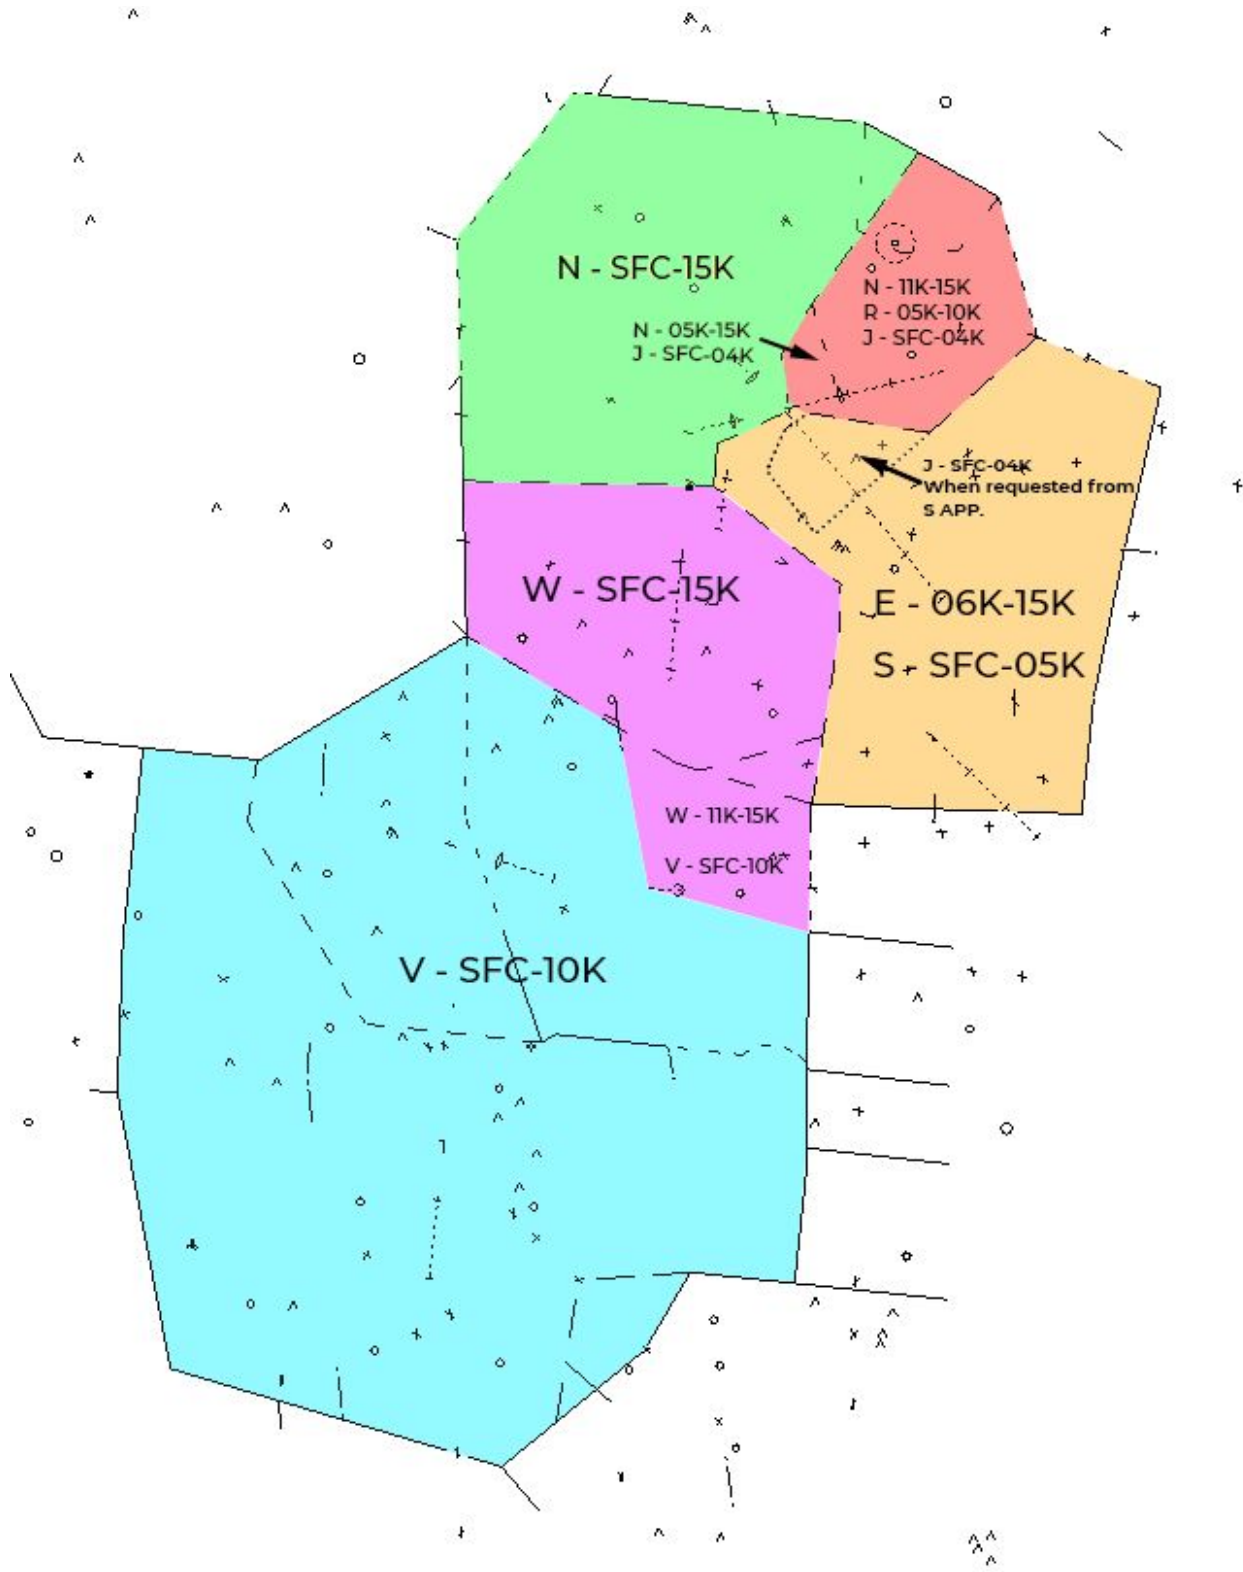 N - SFC-15K
N - 11K-15K
R - 05K-10K
J - SFC-04K
N - 05K-15K
J - SFC-04K
J - SFC-04K
When requested from
S APP.
W - SFC-15K
E - 06K-15K
S - SFC-05K
W - 11K-15K
V - SFC-10K
V - SFC-10K